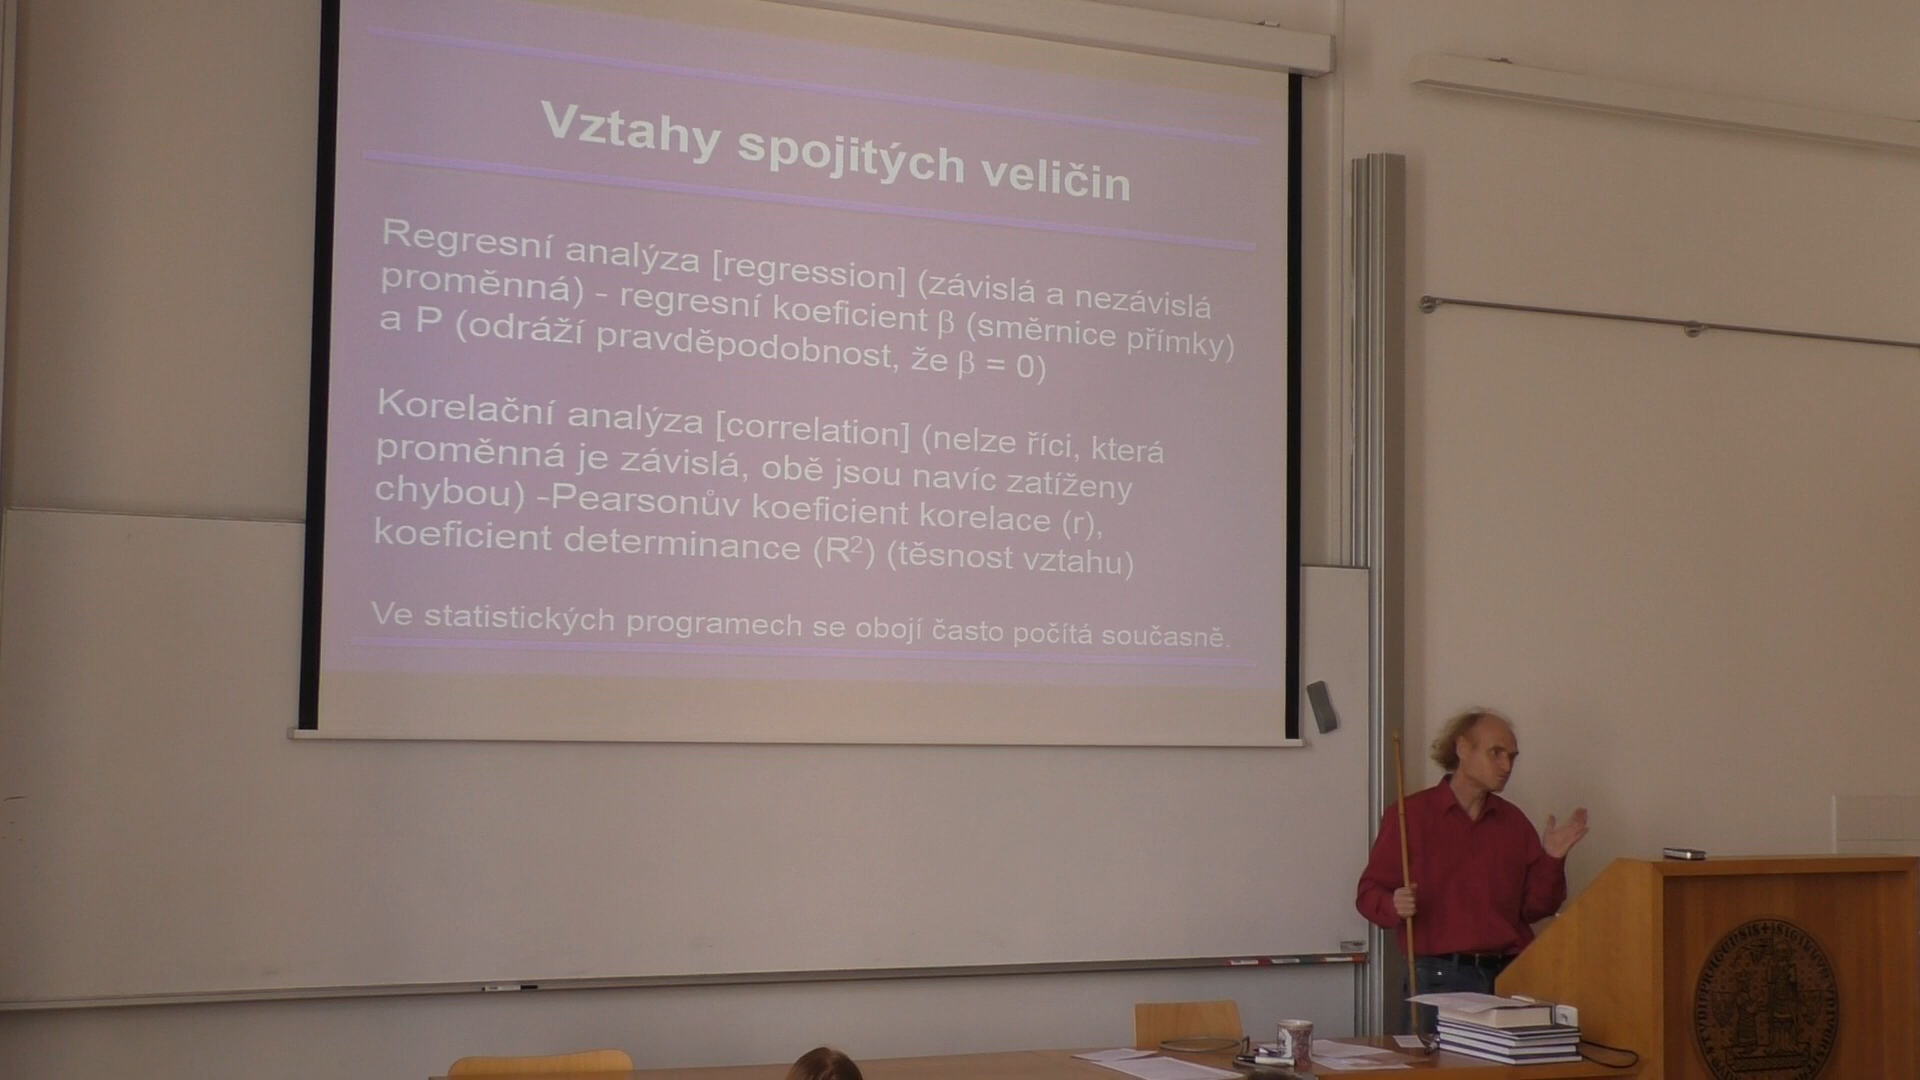 Vztahy spojitých veličin
Regresní analýza [regression] (závislá a nezávislá
proměnná) - regresní koeficient β (směrnice přímky)
a P (odráží pravděpodobnost, že β = 0)
Korelační analýza [correlation] (nelze říci, která
proměnná je závislá, obě jsou navíc zatíženy
chybou) -Pearsonův koeficient korelace (r),
koeficient determinance (R²) (těsnost vztahu)
Ve statistických programech se obojí často počítá současně.